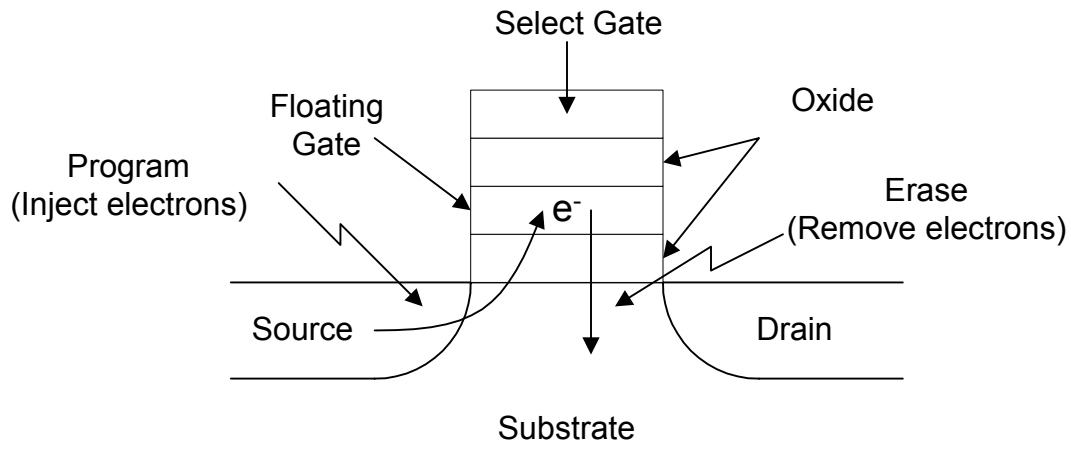 Select Gate
Floating
Gate
Oxide
Program
(Inject electrons)
Erase
(Remove electrons)
e-
Source
Drain
Substrate